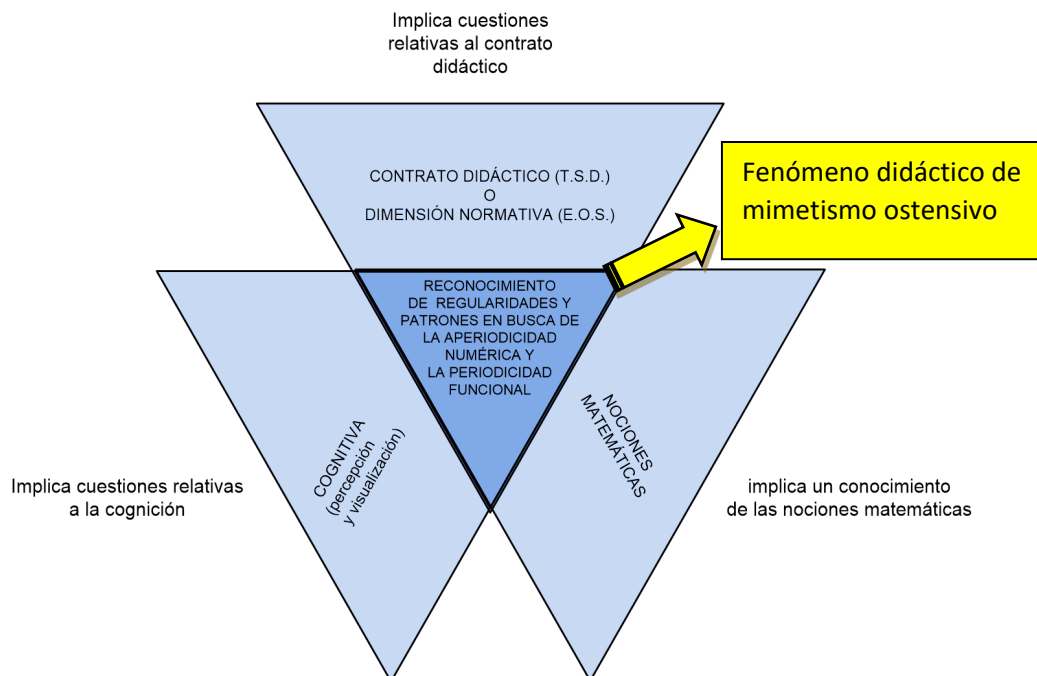 Implica cuestiones
relativas al contrato
didáctico
CONTRATO DIDÁCTICO (T.S.D.)
O
DIMENSIÓN NORMATIVA (E.O.S.)
Fenómeno didáctico de
mimetismo ostensivo
RECONOCIMIENTO
DE REGULARIDADES Y
PATRONES EN BUSCA DE
LA APERIODICIDAD
NUMÉRICA Y
LA PERIODICIDAD
FUNCIONAL
COGNITIVA
(percepción
y visualización)
NOCIONES
MATEMÁTICAS
Implica cuestiones relativas
a la cognición
implica un conocimiento
de las nociones matemáticas